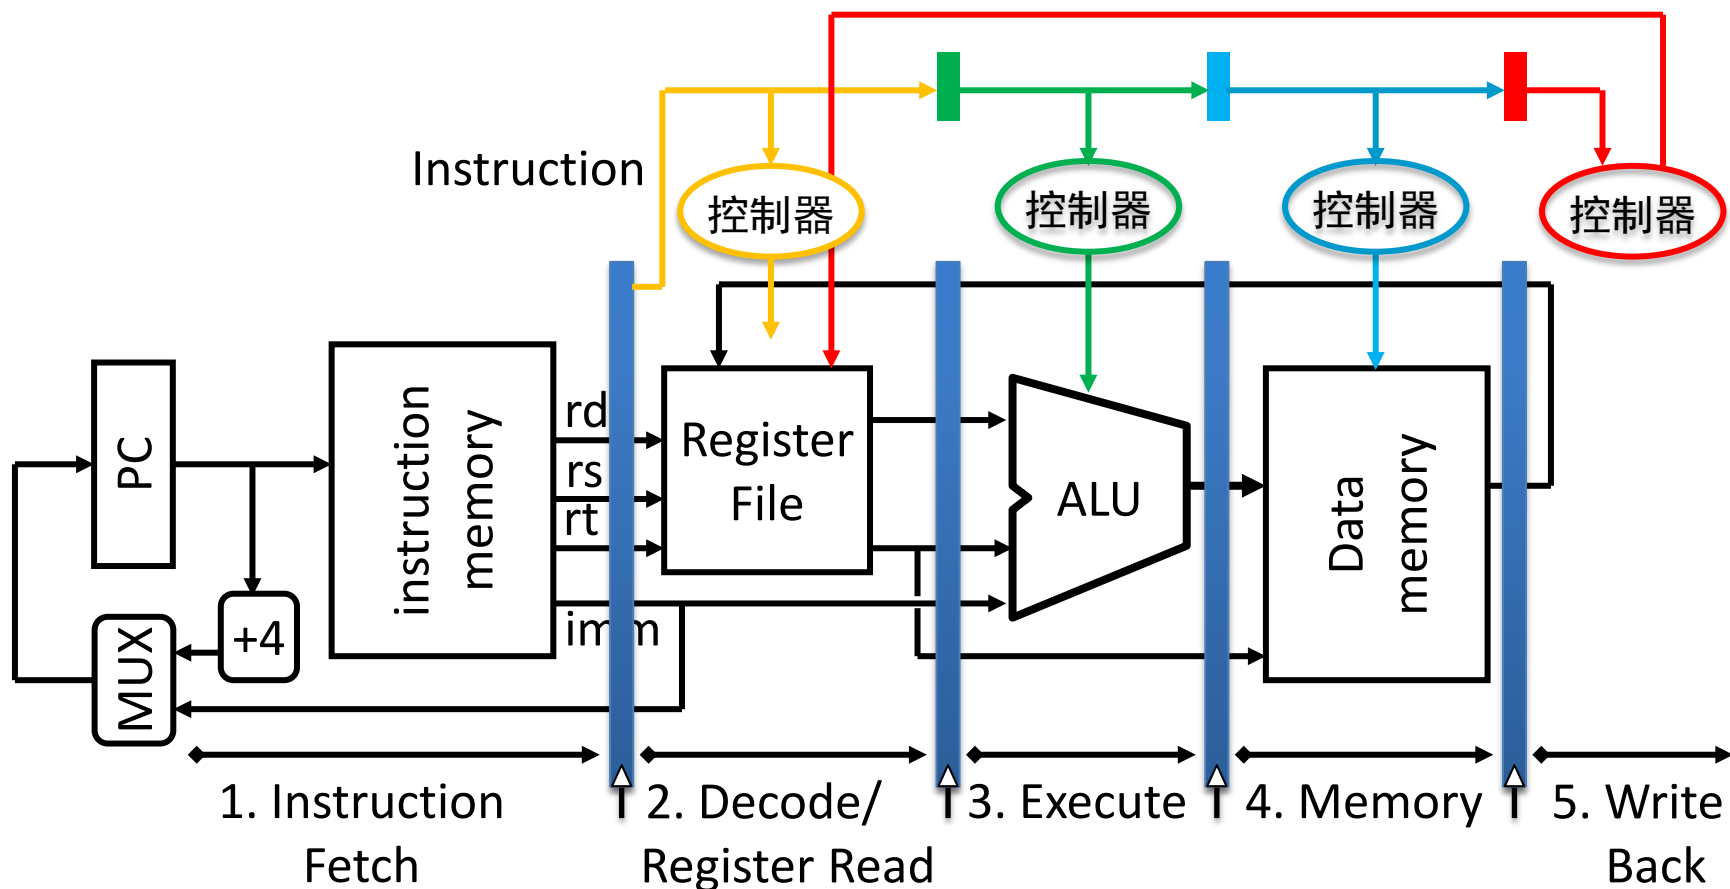 Instruction
控制器
控制器
控制器
控制器
PC
instruction
memory
rd
rs
rt
imm
Register
File
ALU
Data
memory
+4
MUX
1. Instruction
Fetch
2. Decode/
Register Read
3. Execute
4. Memory
5. Write
Back